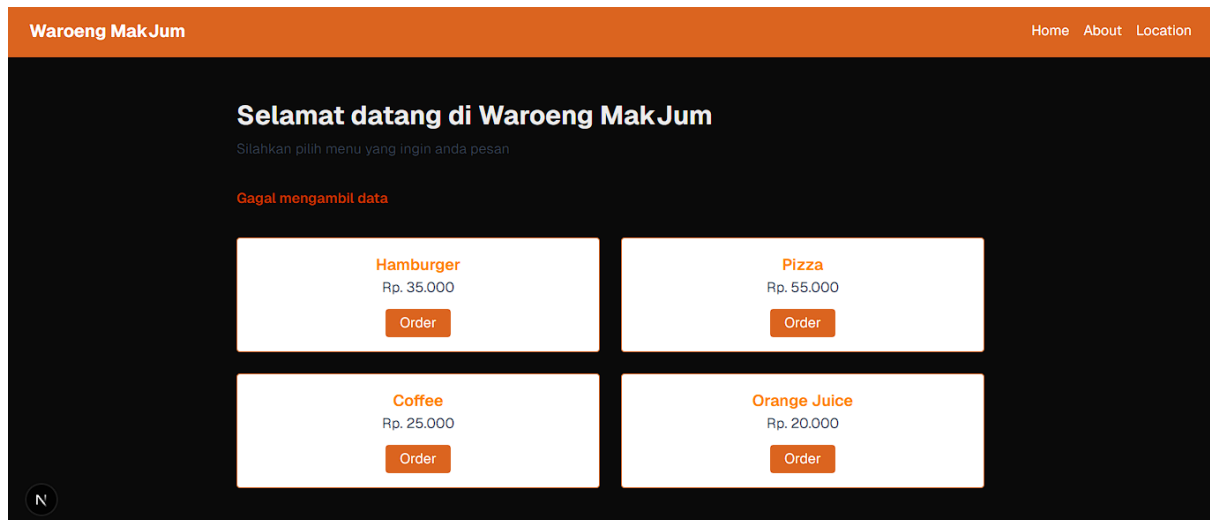 Waroeng MakJum
Home About Location
Selamat datang di Waroeng MakJum
Silahkan pilih menu yang ingin anda pesan
Gagal mengambil data
Hamburger
Rp. 35.000
Order
Pizza
Rp. 55.000
Order
Coffee
Rp. 25.000
Order
Orange Juice
Rp. 20.000
Order
N